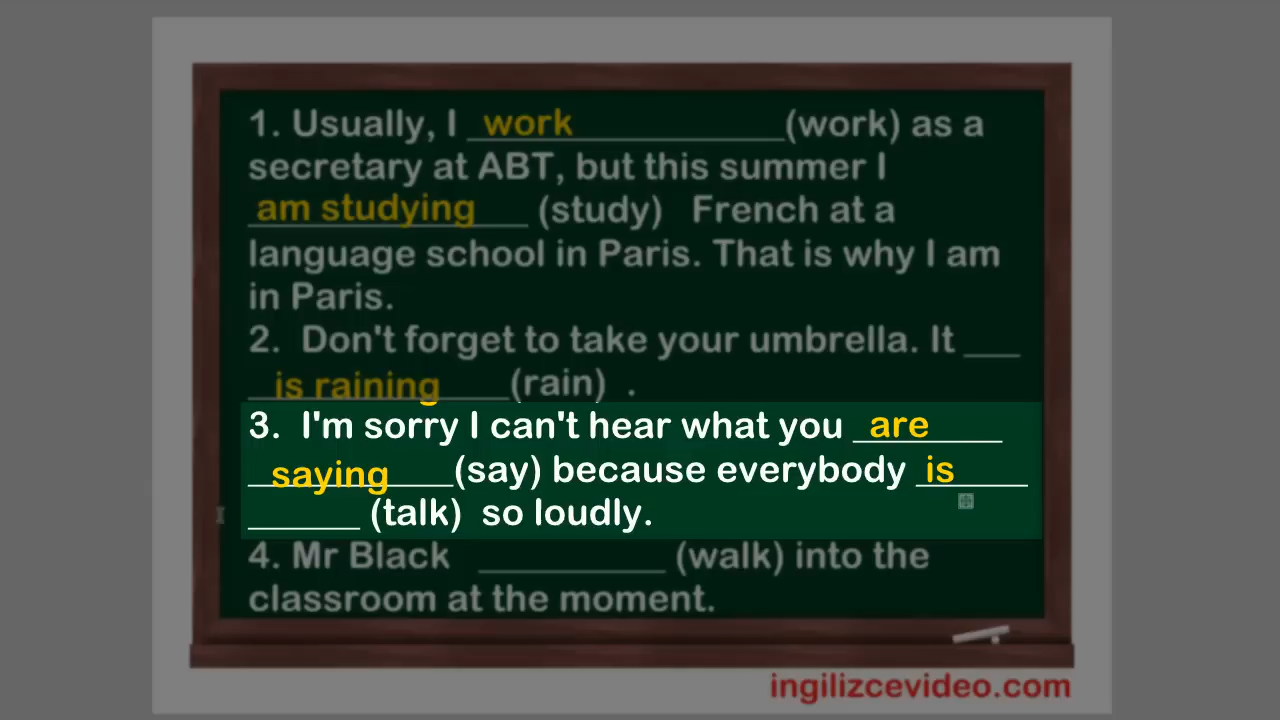 1. Usually, I work (work) as a
secretary at ABT, but this summer I
am studying (study) French at a
language school in Paris. That is why I am
in Paris.
2. Don't forget to take your umbrella. It ___
is raining (rain) .
3. I'm sorry I can't hear what you are
saying (say) because everybody is
_______ (talk) so loudly.
4. Mr Black __________ (walk) into the
classroom at the moment.
ingilizcevideo.com